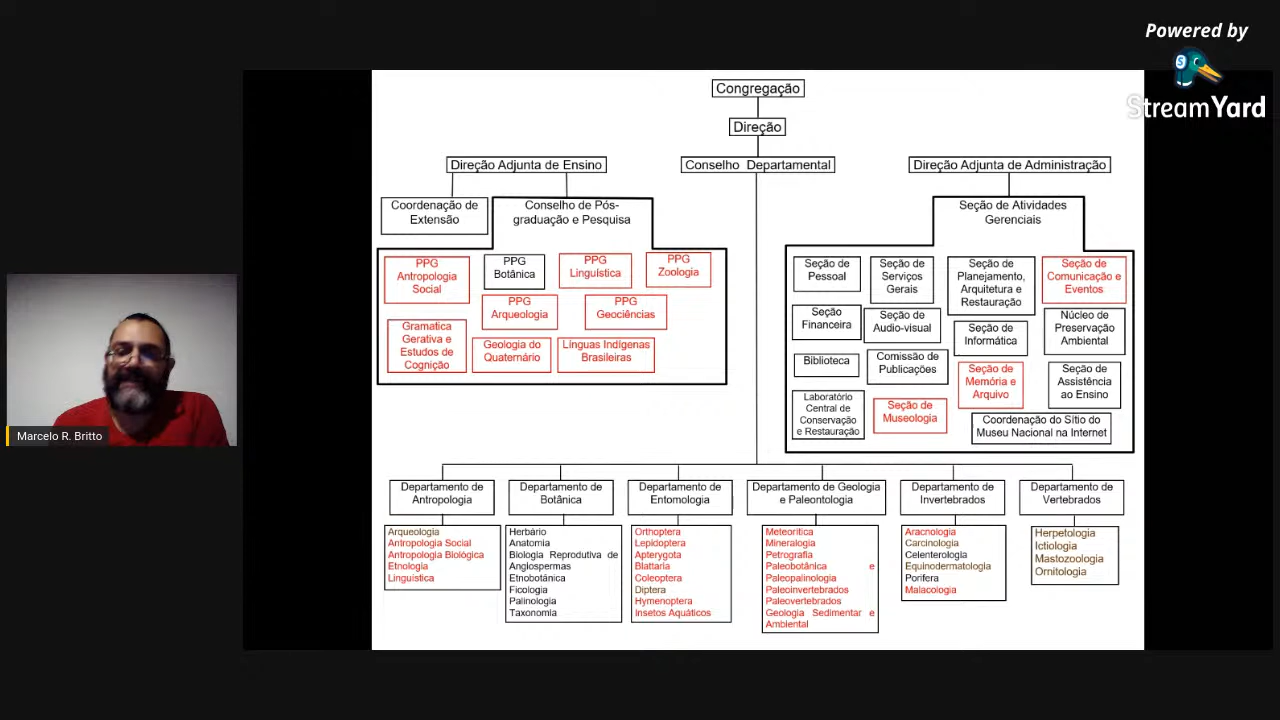 Powered by
StreamYard
Congregação
Direção
Direção Adjunta de Ensino
Conselho Departamental
Direção Adjunta de Administração
Coordenação de
Extensão
Conselho de Pós-
graduação e Pesquisa
Seção de Atividades
Gerenciais
PPG
Antropologia
Social
PPG
Botânica
PPG
Linguística
PPG
Zoologia
PPG
Arqueologia
PPG
Geociências
Gramatica
Gerativa e
Estudos de
Cognição
Geologia do
Quaternário
Línguas Indígenas
Brasileiras
Seção de
Pessoal
Seção de
Serviços
Gerais
Seção de
Planejamento,
Arquitetura e
Restauração
Seção de
Comunicação e
Eventos
Seção
Financeira
Seção de
Audio-visual
Seção de
Informática
Núcleo de
Preservação
Ambiental
Biblioteca
Comissão de
Publicações
Seção de
Memória e
Arquivo
Seção de
Assistência
ao Ensino
Laboratório
Central de
Conservação
e Restauração
Seção de
Museologia
Coordenação do Sítio do
Museu Nacional na Internet
Marcelo R. Britto
Departamento de
Antropologia
Departamento de
Botânica
Departamento de
Entomologia
Departamento de Geologia
e Paleontologia
Departamento de
Invertebrados
Departamento de
Vertebrados
Arqueologia
Antropologia Social
Antropologia Biológica
Etnologia
Linguística
Herbário
Anatomia
Biologia Reprodutiva de
Angiospermas
Etnobotânica
Ficologia
Palinologia
Taxonomia
Orthoptera
Lepidoptera
Apterygota
Blattaria
Coleoptera
Diptera
Hymenoptera
Insetos Aquáticos
Meteorítica
Mineralogia
Petrografia
Paleobotânica e
Paleopalinologia
Paleoinvertebrados
Paleovertebrados
Geologia Sedimentar e
Ambiental
Aracnologia
Carcinologia
Celenterologia
Equinodermatologia
Porifera
Malacologia
Herpetologia
Ictiologia
Mastozoologia
Ornitologia